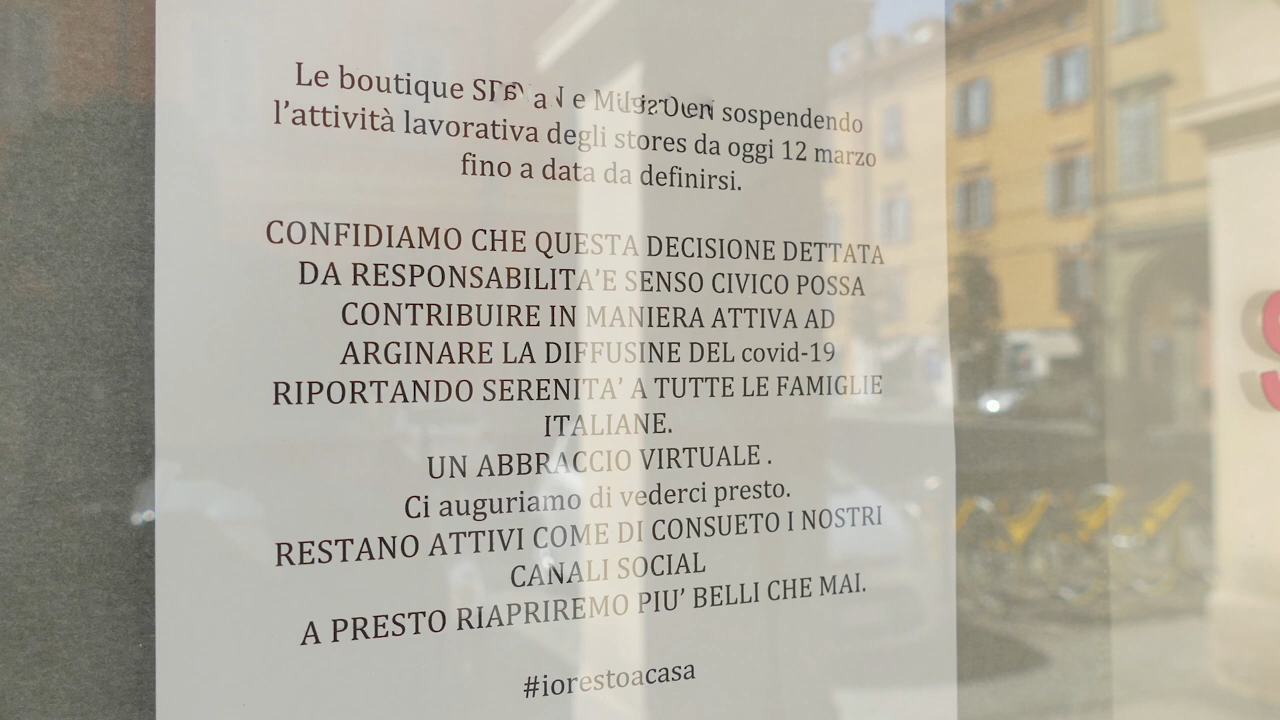 Le boutique e sospendendo
l'attività lavorativa degli stores da oggi 12 marzo
fino a data da definirsi.
CONFIDIAMO CHE QUESTA DECISIONE DETTATA
DA RESPONSABILITA'E SENSO CIVICO POSSA
CONTRIBUIRE IN MANIERA ATTIVA AD
ARGINARE LA DIFFUSINE DEL covid-19
RIPORTANDO SERENITA' A TUTTE LE FAMIGLIE
ITALIANE.
UN ABBRACCIO VIRTUALE .
Ci auguriamo di vederci presto.
RESTANO ATTIVI COME DI CONSUETO I NOSTRI
CANALI SOCIAL
A PRESTO RIAPRIREMO PIU' BELLI CHE MAI.
#iorestoacasa